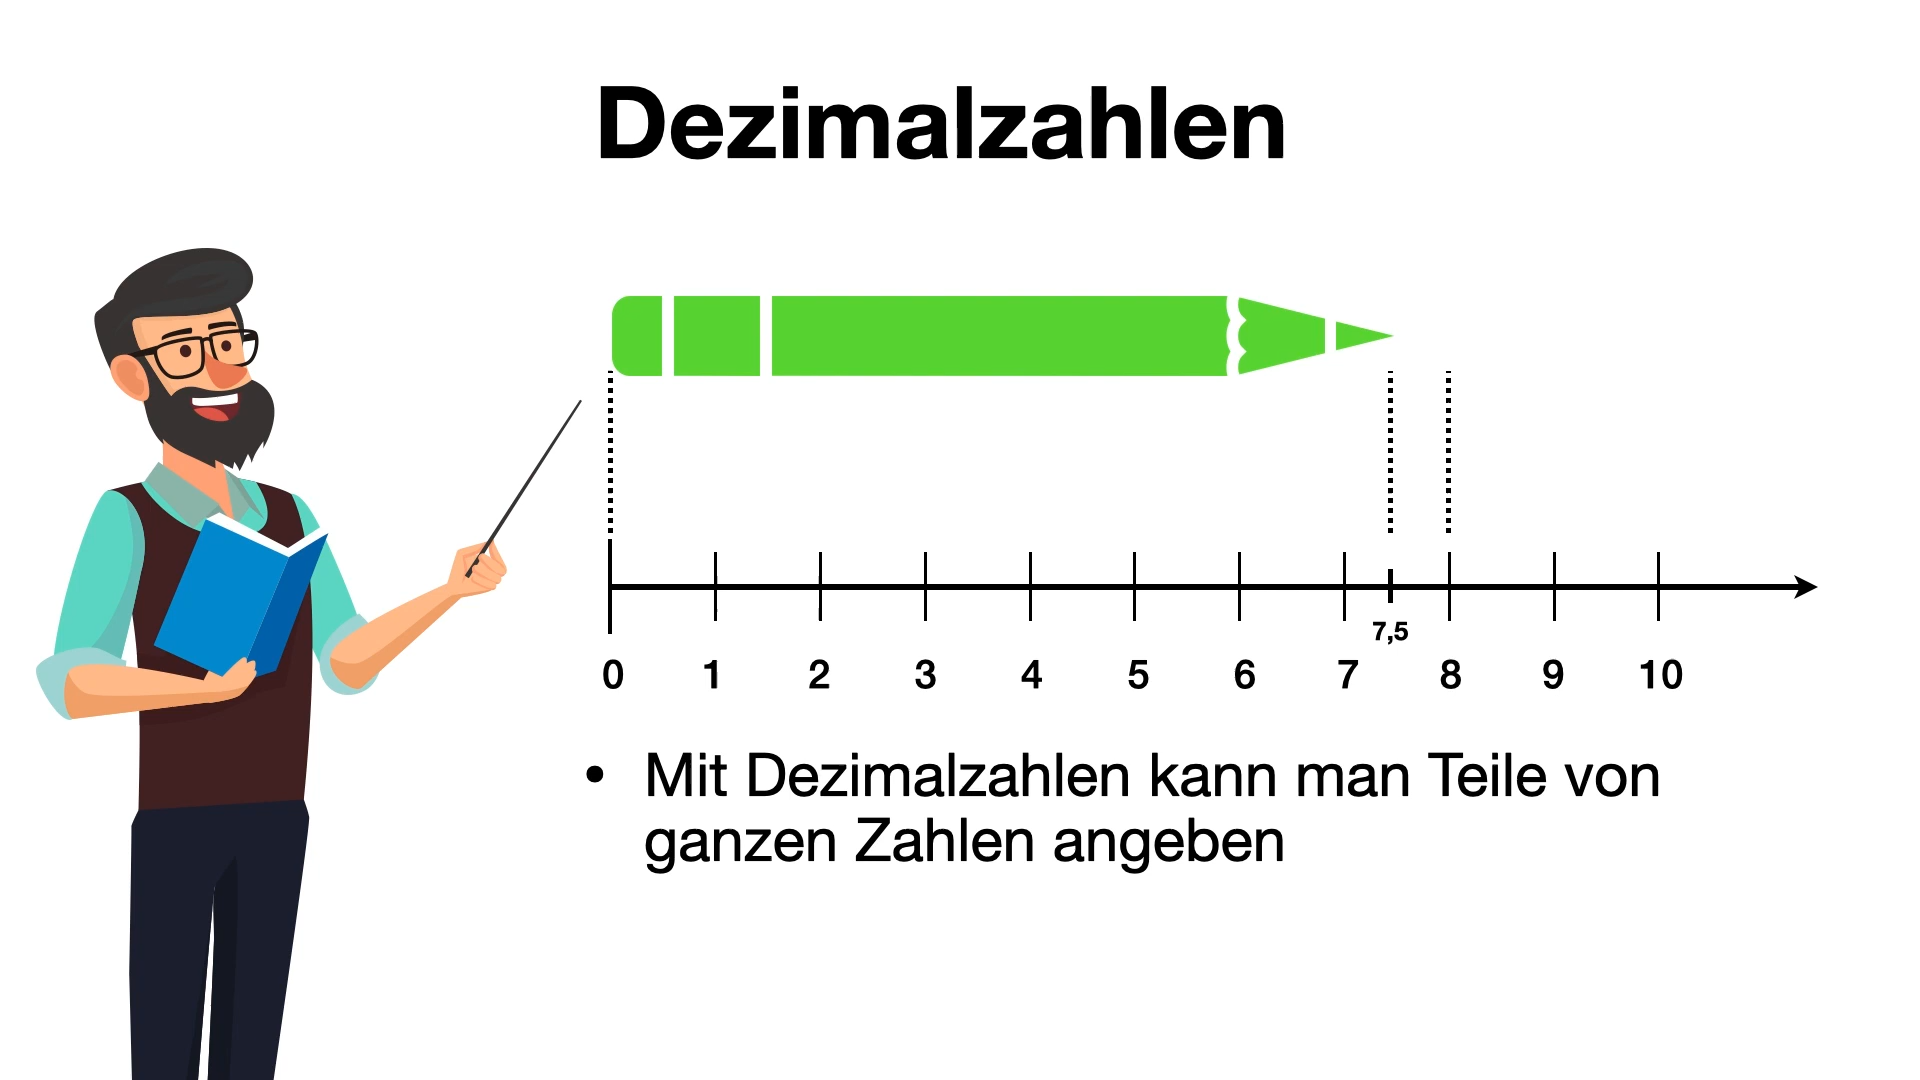 Dezimalzahlen
7,5
0 1 2 3 4 5 6 7 8 9 10
• Mit Dezimalzahlen kann man Teile von
ganzen Zahlen angeben